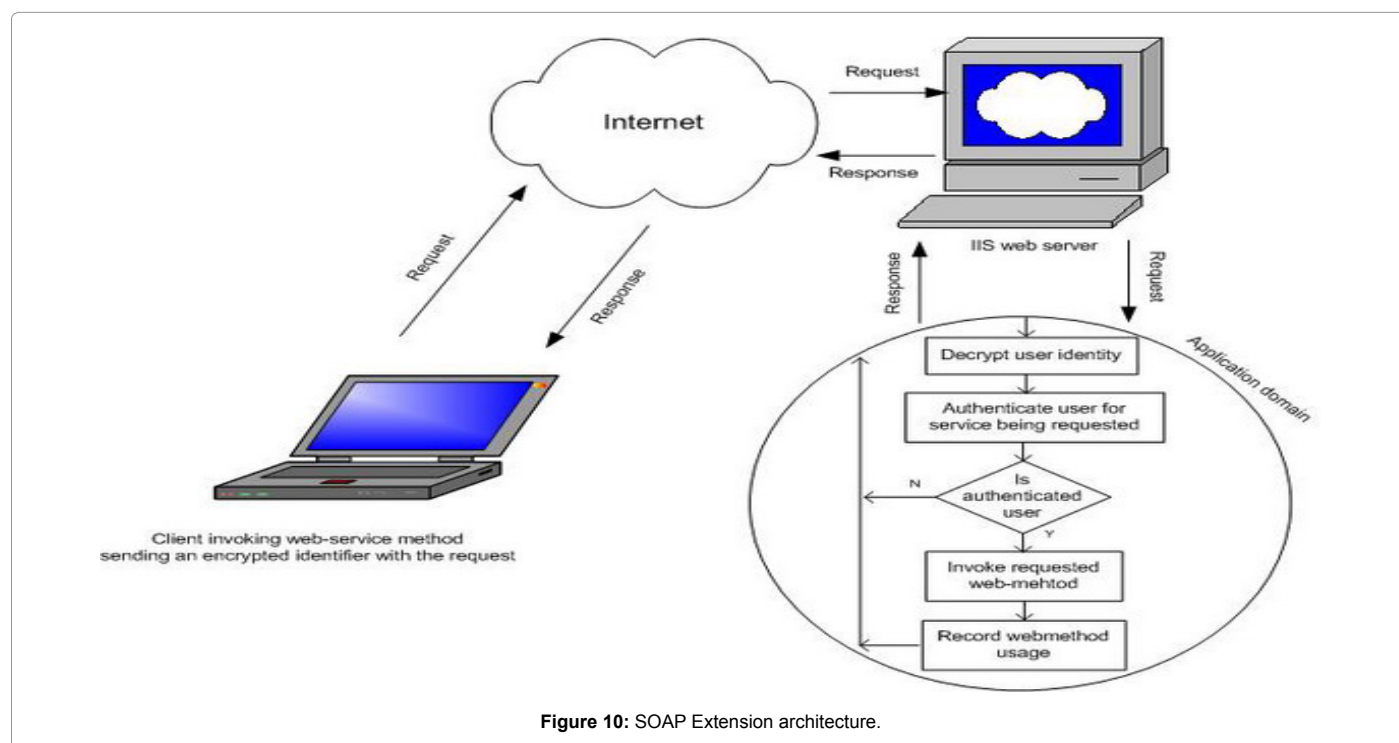 Internet
Request
Response
IIS web server
Request
Response
Response
Request
Client invoking web-service method
sending an encrypted identifier with the request
Application domain
Decrypt user identity
Authenticate user for
service being requested
Is
authenticated
user
N
Y
Invoke requested
web-mehtod
Record webmethod
usage
Figure 10: SOAP Extension architecture.